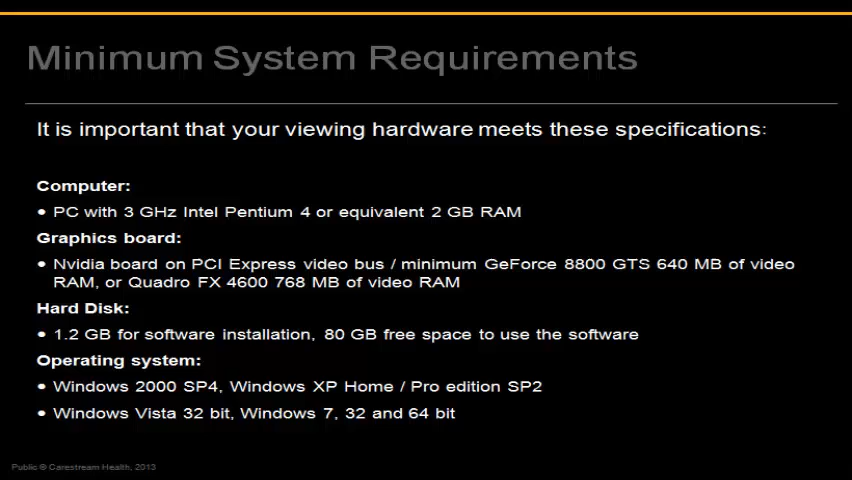 Minimum System Requirements
It is important that your viewing hardware meets these specifications:
Computer:
• PC with 3 GHz Intel Pentium 4 or equivalent 2 GB RAM
Graphics board:
• Nvidia board on PCI Express video bus / minimum GeForce 8800 GTS 640 MB of video
RAM, or Quadro FX 4600 768 MB of video RAM
Hard Disk:
• 1.2 GB for software installation, 80 GB free space to use the software
Operating system:
• Windows 2000 SP4, Windows XP Home / Pro edition SP2
• Windows Vista 32 bit, Windows 7, 32 and 64 bit
Public ® Carestream Health, 2013